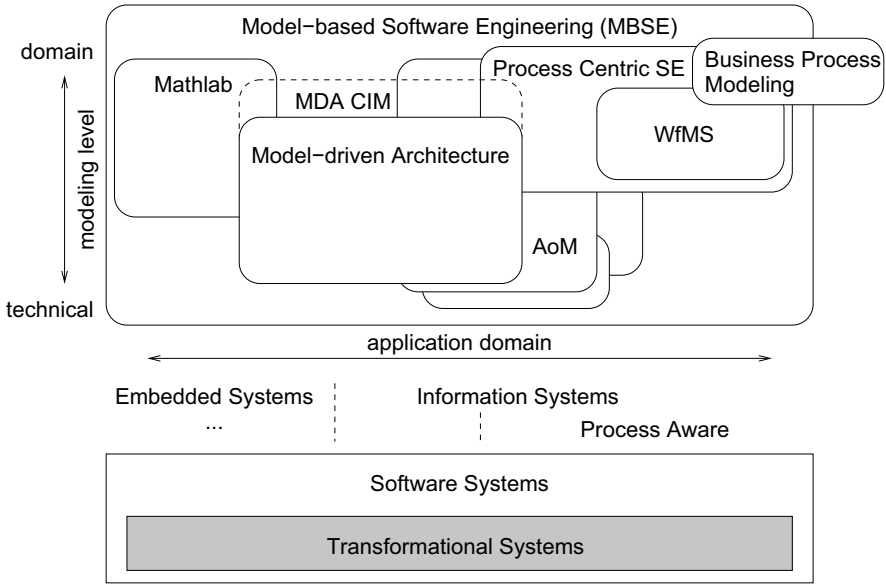 Model−based Software Engineering (MBSE)
domain
Mathlab
Process Centric SE
Business Process
Modeling
MDA CIM
Model−driven Architecture
WfMS
modeling level
AoM
technical
application domain
Embedded Systems
...
Information Systems
Process Aware
Software Systems
Transformational Systems